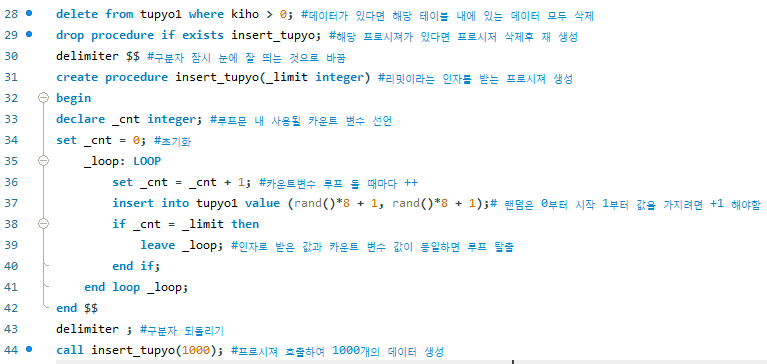 28 delete from tupyo1 where kiho > 0; #데이터가 있다면 해당 테이블 내에 있는 데이터 모두 삭제
29 drop procedure if exists insert_tupyo; #해당 프로시져가 있다면 프로시저 삭제후 재 생성
30 delimiter $$ #구분자 잠시 눈에 잘 띄는 것으로 바꿈
31 create procedure insert_tupyo(_limit integer) #리밋이라는 인자를 받는 프로시져 생성
32 begin
33 declare _cnt integer; #루프문 내 사용될 카운트 변수 선언
34 set _cnt = 0; #초기화
35 _loop: LOOP
36 set _cnt = _cnt + 1; #카운트변수 루프 돌 때마다 ++
37 insert into tupyo1 value (rand()*8 + 1, rand()*8 + 1);# 랜덤은 0부터 시작 1부터 값을 가지려면 +1 해야함
38 if _cnt = _limit then
39 leave _loop; #인자로 받은 값과 카운트 변수 값이 동일하면 루프 탈출
40 end if;
41 end loop _loop;
42 end $$
43 delimiter ; #구분자 되돌리기
44 call insert_tupyo(1000); #프로시져 호출하여 1000개의 데이터 생성